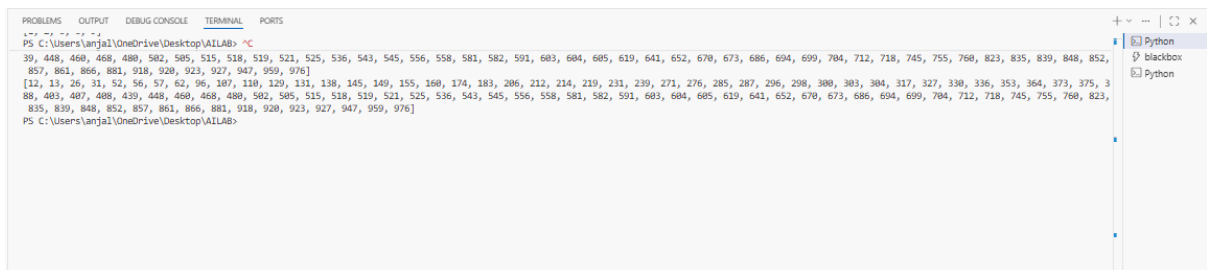 PROBLEMS OUTPUT DEBUG CONSOLE TERMINAL PORTS
PS C:\Users\anjal\OneDrive\Desktop\AILAB> ^C
39, 448, 460, 468, 480, 502, 505, 515, 518, 519, 521, 525, 536, 543, 545, 556, 558, 581, 582, 591, 603, 604, 605, 619, 641, 652, 670, 673, 686, 694, 699, 704, 712, 718, 745, 755, 760, 823, 835, 839, 848, 852,
857, 861, 866, 881, 918, 920, 923, 927, 947, 959, 976]
[12, 13, 26, 31, 52, 56, 57, 62, 96, 107, 110, 129, 131, 138, 145, 149, 155, 160, 174, 183, 206, 212, 214, 219, 231, 239, 271, 276, 285, 287, 296, 298, 300, 303, 304, 317, 327, 330, 336, 353, 364, 373, 375, 3
88, 403, 407, 408, 439, 448, 460, 468, 480, 502, 505, 515, 518, 519, 521, 525, 536, 543, 545, 556, 558, 581, 582, 591, 603, 604, 605, 619, 641, 652, 670, 673, 686, 694, 699, 704, 712, 718, 745, 755, 760, 823,
835, 839, 848, 852, 857, 861, 866, 881, 918, 920, 923, 927, 947, 959, 976]
PS C:\Users\anjal\OneDrive\Desktop\AILAB>
Python
blackbox
Python